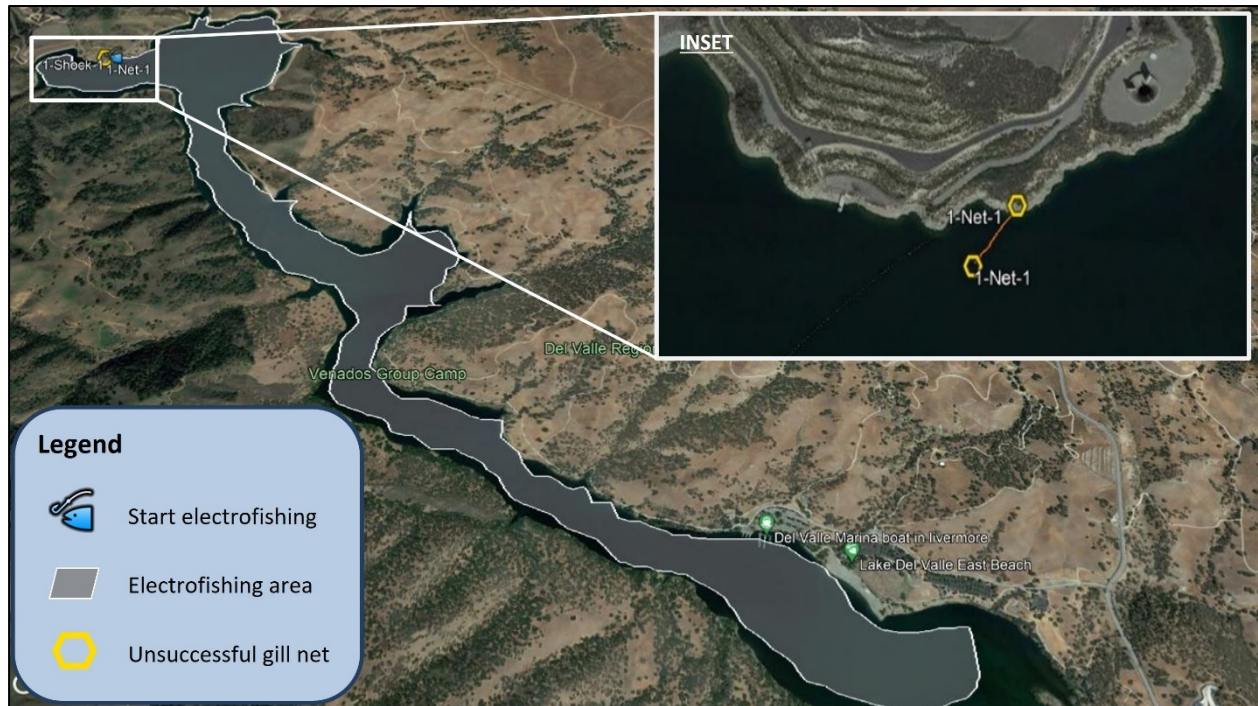 1-Shock-1
1-Net-1
INSET
1-Net-1
1-Net-1
Del Valle Regio
Venados Group Camp
Legend
Start electrofishing
Electrofishing area
Unsuccessful gill net
Del Valle Marina boat in livermore
Lake Del Valle East Beach